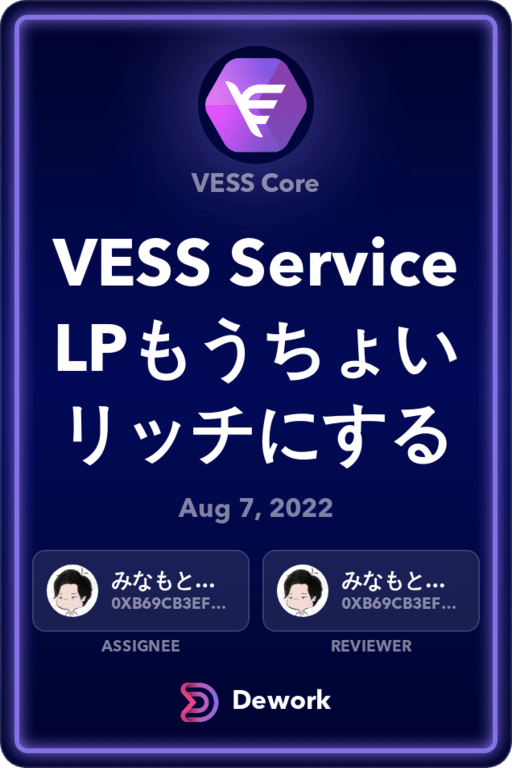 VESS Core
VESS Service
LPもうちょい
リッチにする
Aug 7, 2022
みなもと... みなもと...
0XB69CB3EF... 0XB69CB3EF...
ASSIGNEE REVIEWER
Dework